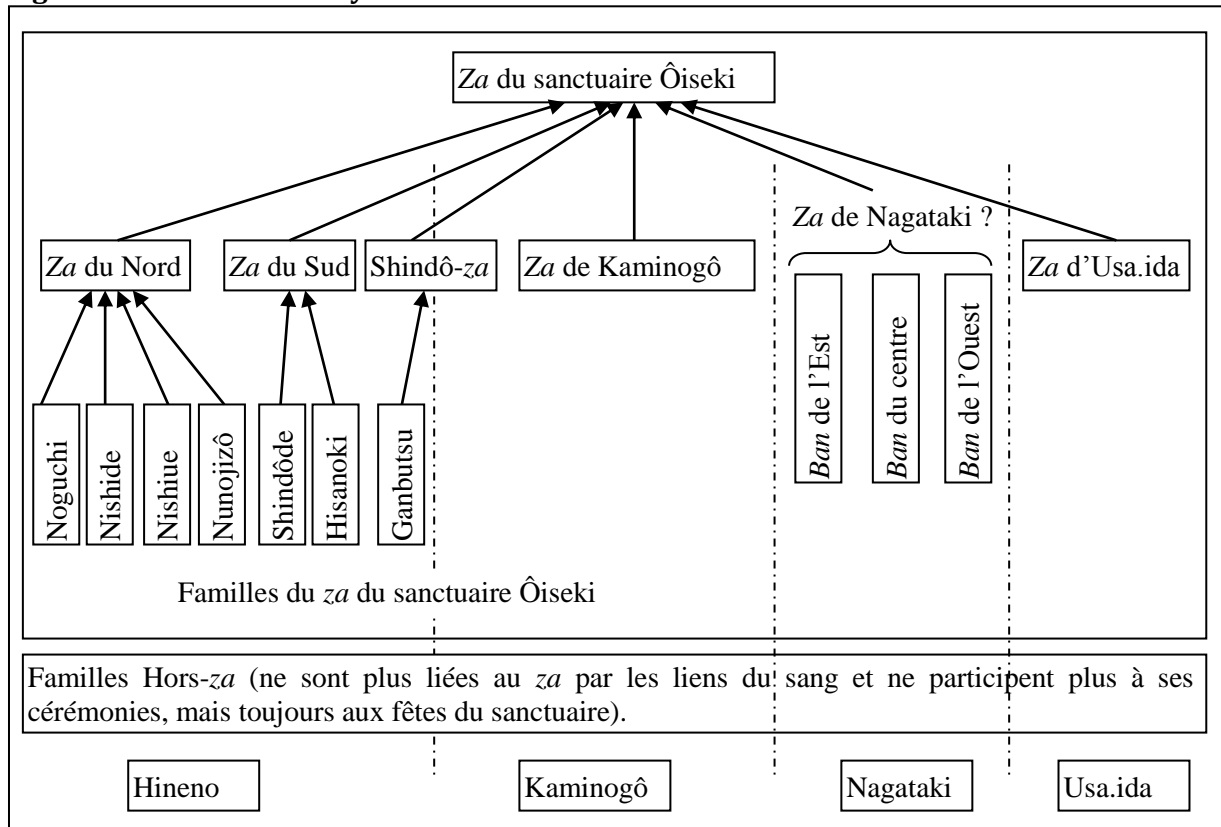 Za du sanctuaire Ôiseki
Za de Nagataki ?
Za du Nord
Za du Sud
Shindô-za
Za de Kaminogô
Za d’Usa.ida
Ban de l’Est
Ban du centre
Ban de l’Ouest
Noguchi
Nishide
Nishiue
Nunojizô
Shindôde
Hisanoki
Ganbutsu
Familles du za du sanctuaire Ôiseki
Familles Hors-za (ne sont plus liées au za par les liens du sang et ne participent plus à ses
cérémonies, mais toujours aux fêtes du sanctuaire).
Hineno
Kaminogô
Nagataki
Usa.ida